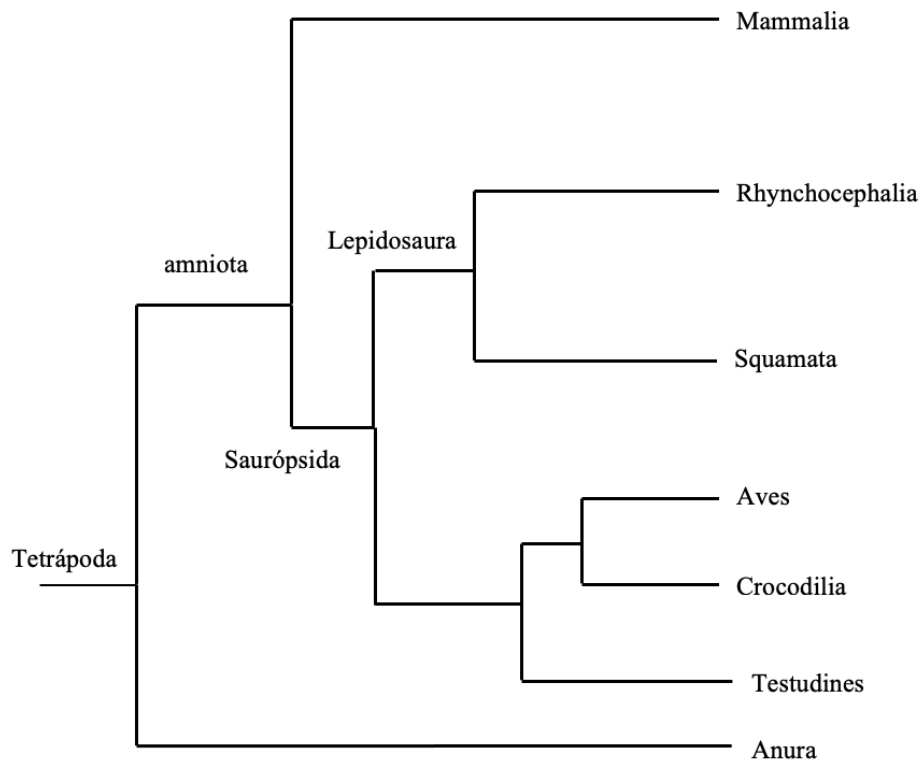 Mammalia
Rhynchocephalia
Lepidosaura
amniota
Squamata
Saurópsida
Aves
Tetrápoda
Crocodilia
Testudines
Anura